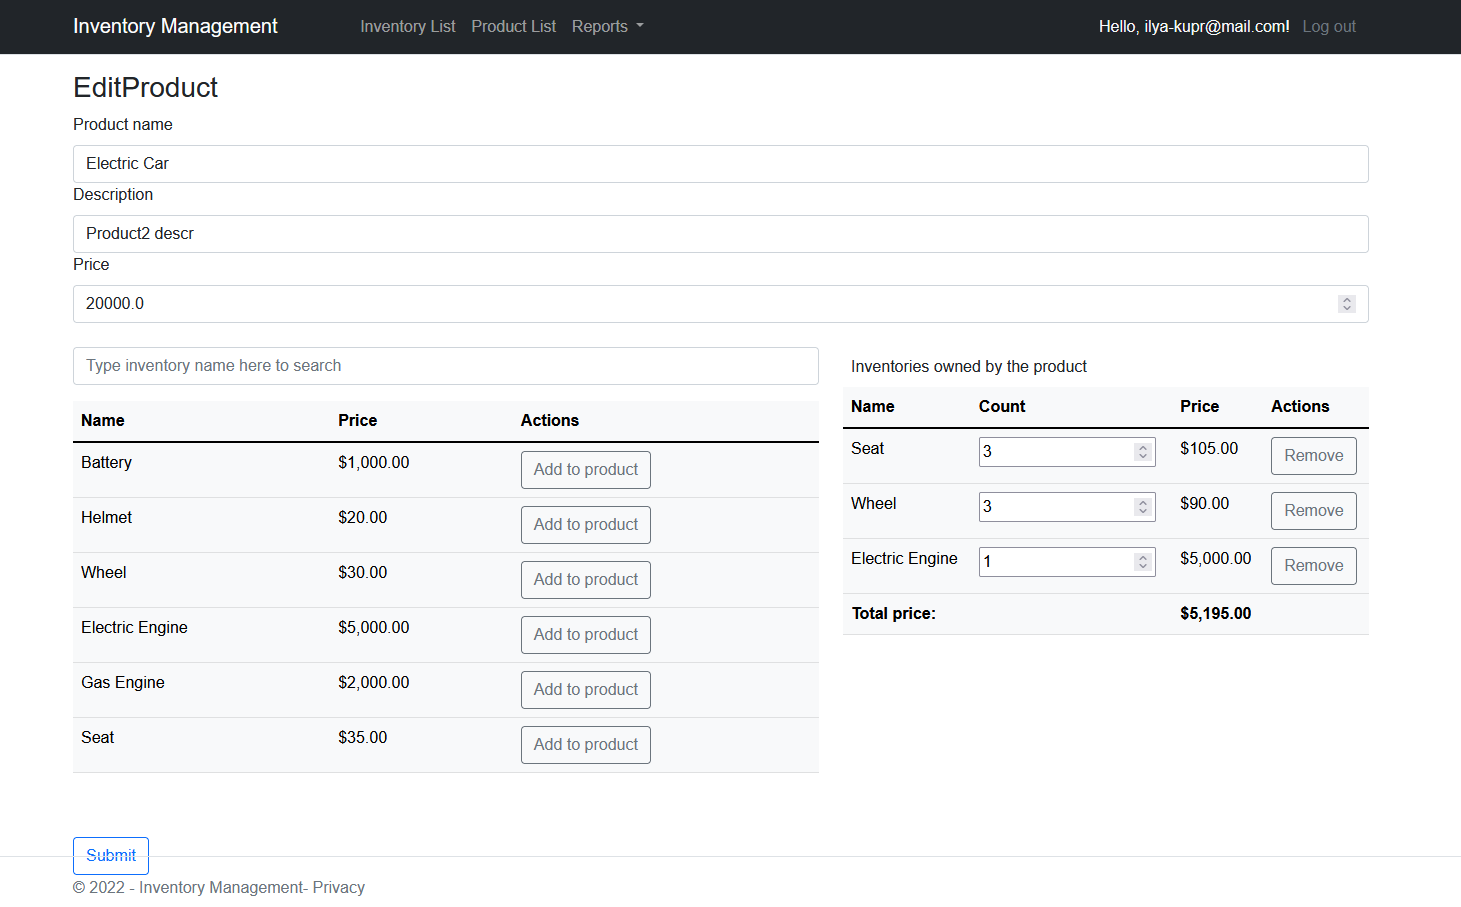 Inventory Management Inventory List Product List Reports Hello, ilya-kupr@mail.com! Log out
EditProduct
Product name
Electric Car
Description
Product2 descr
Price
20000.0
Type inventory name here to search
Name Price Actions
Battery $1,000.00 Add to product
Helmet $20.00 Add to product
Wheel $30.00 Add to product
Electric Engine $5,000.00 Add to product
Gas Engine $2,000.00 Add to product
Seat $35.00 Add to product
Inventories owned by the product
Name Count Price Actions
Seat 3 $105.00 Remove
Wheel 3 $90.00 Remove
Electric Engine 1 $5,000.00 Remove
Total price: $5,195.00
Submit
© 2022 - Inventory Management- Privacy